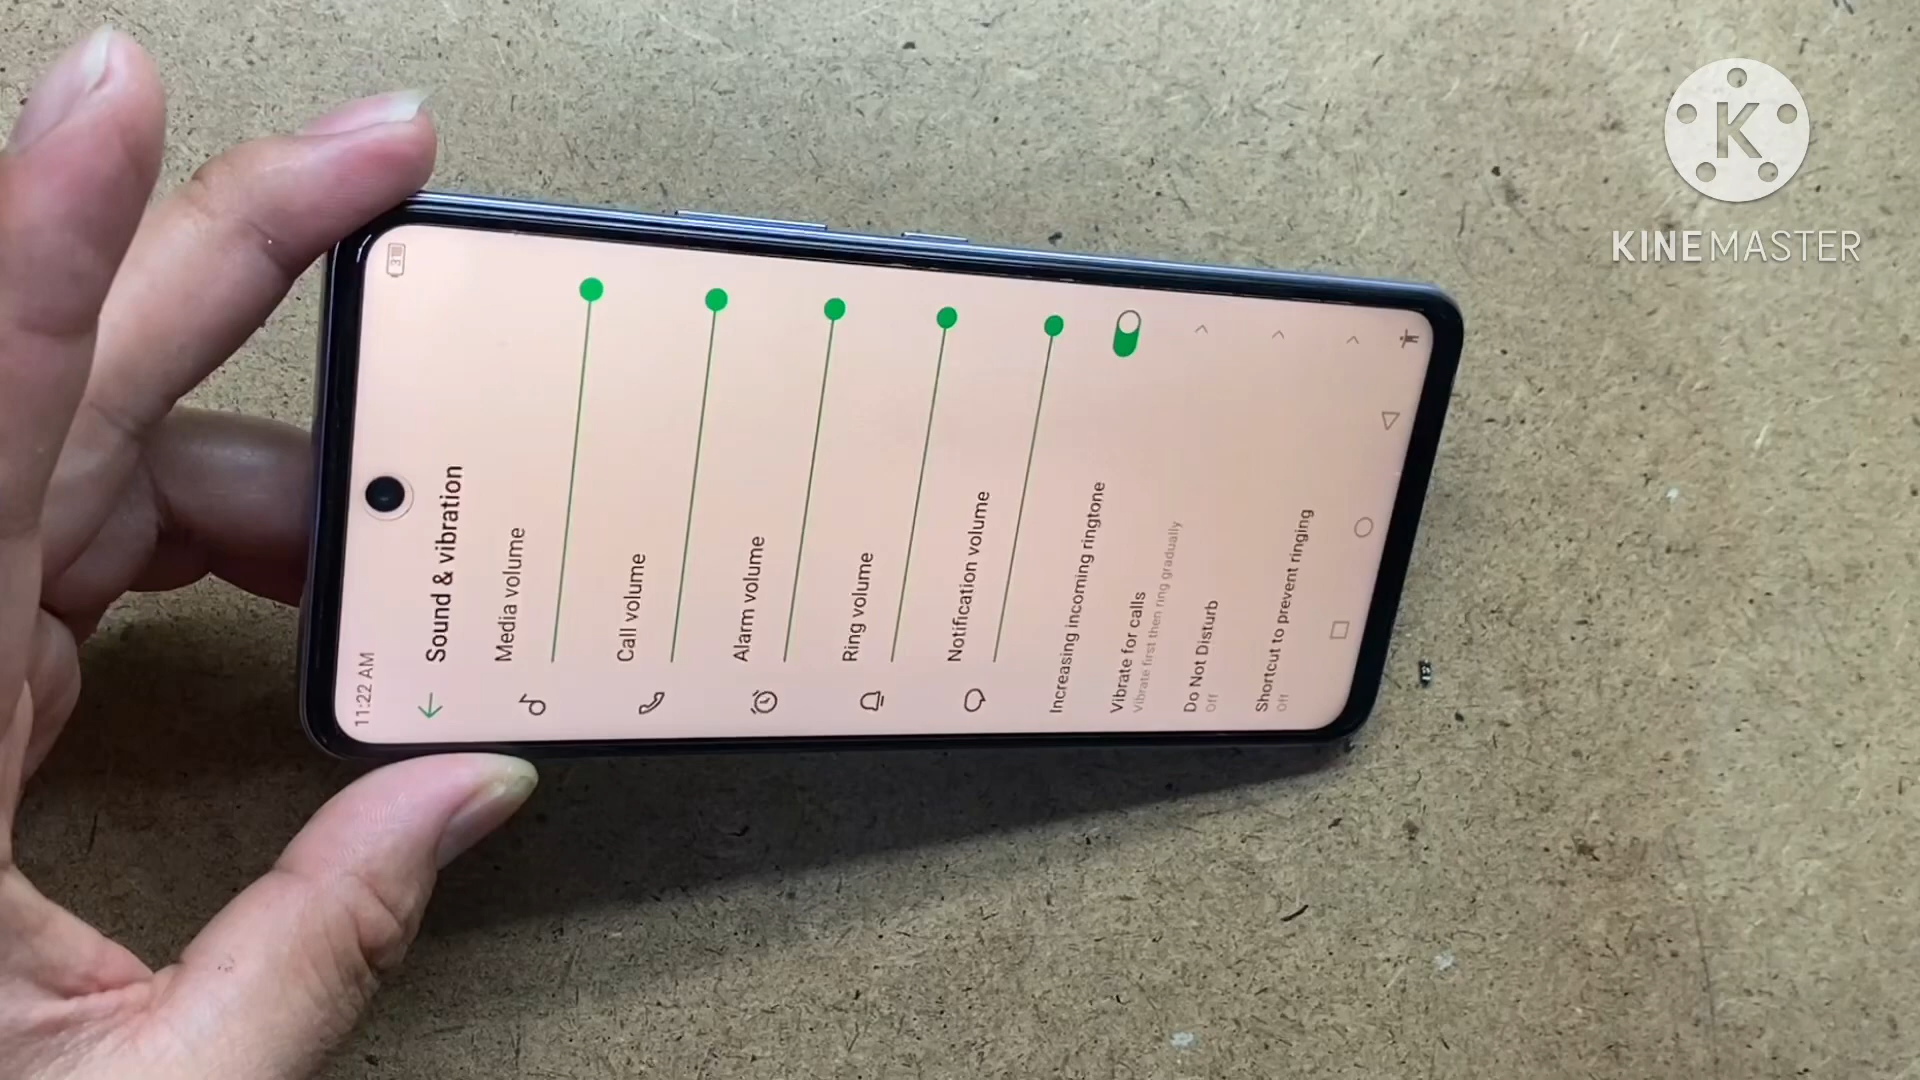 11:22 AM
31
Sound & vibration
Media volume
Call volume
Alarm volume
Ring volume
Notification volume
Increasing incoming ringtone
Vibrate for calls
Vibrate first then ring gradually
Do Not Disturb
Off
Shortcut to prevent ringing
Off
K
KINEMASTER